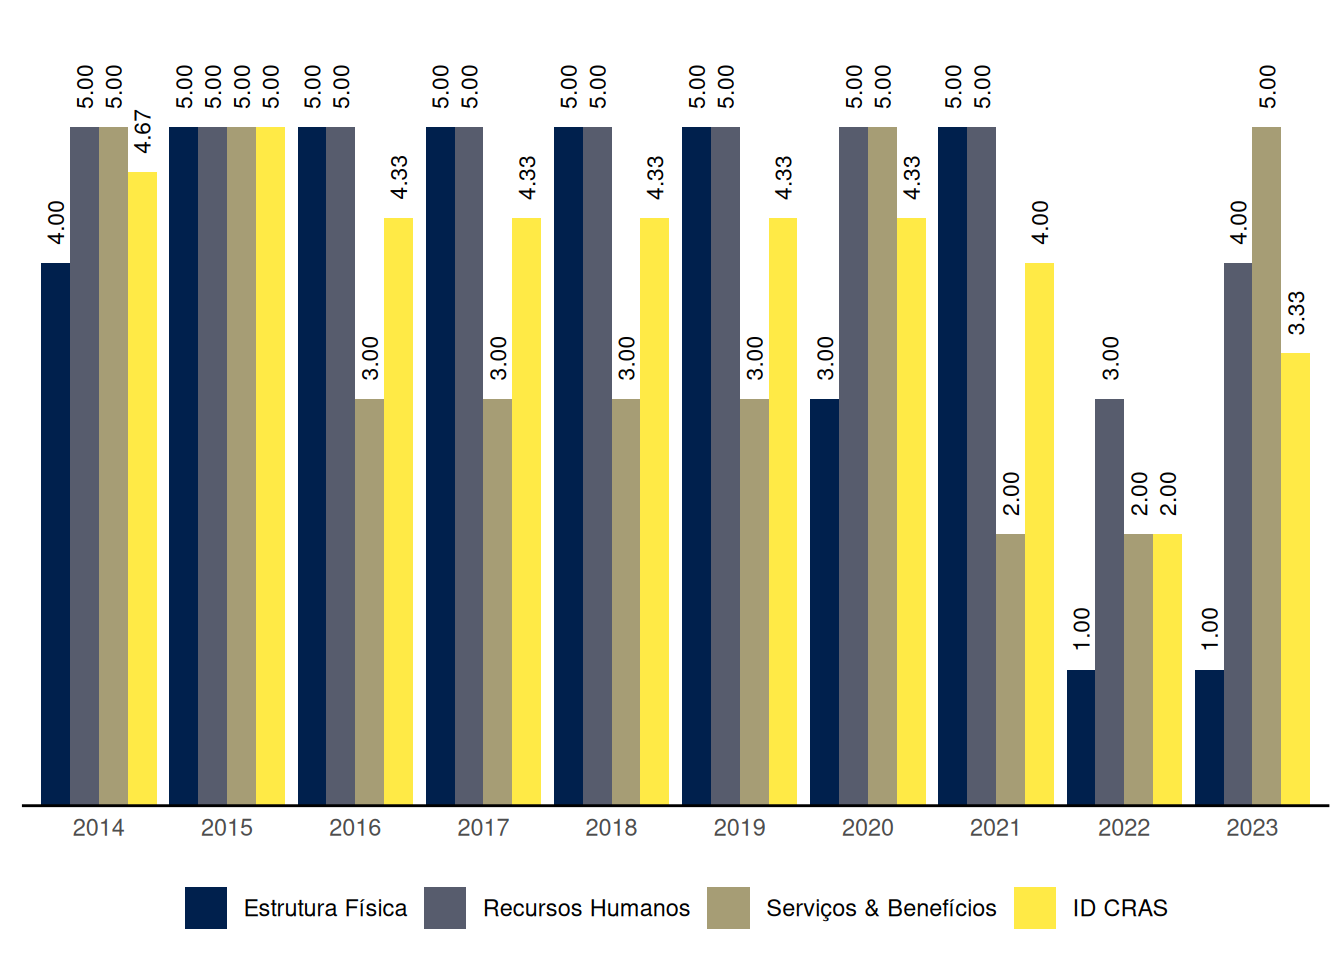 4.00 5.00 5.00 4.67 5.00 5.00 5.00 5.00 5.00 5.00 3.00 4.33 5.00 5.00 3.00 4.33 5.00 5.00 3.00 4.33 5.00 5.00 3.00 4.33 3.00 5.00 5.00 4.33 5.00 5.00 2.00 4.00 1.00 3.00 2.00 2.00 1.00 4.00 5.00 3.33
2014 2015 2016 2017 2018 2019 2020 2021 2022 2023
Estrutura Física Recursos Humanos Serviços & Benefícios ID CRAS